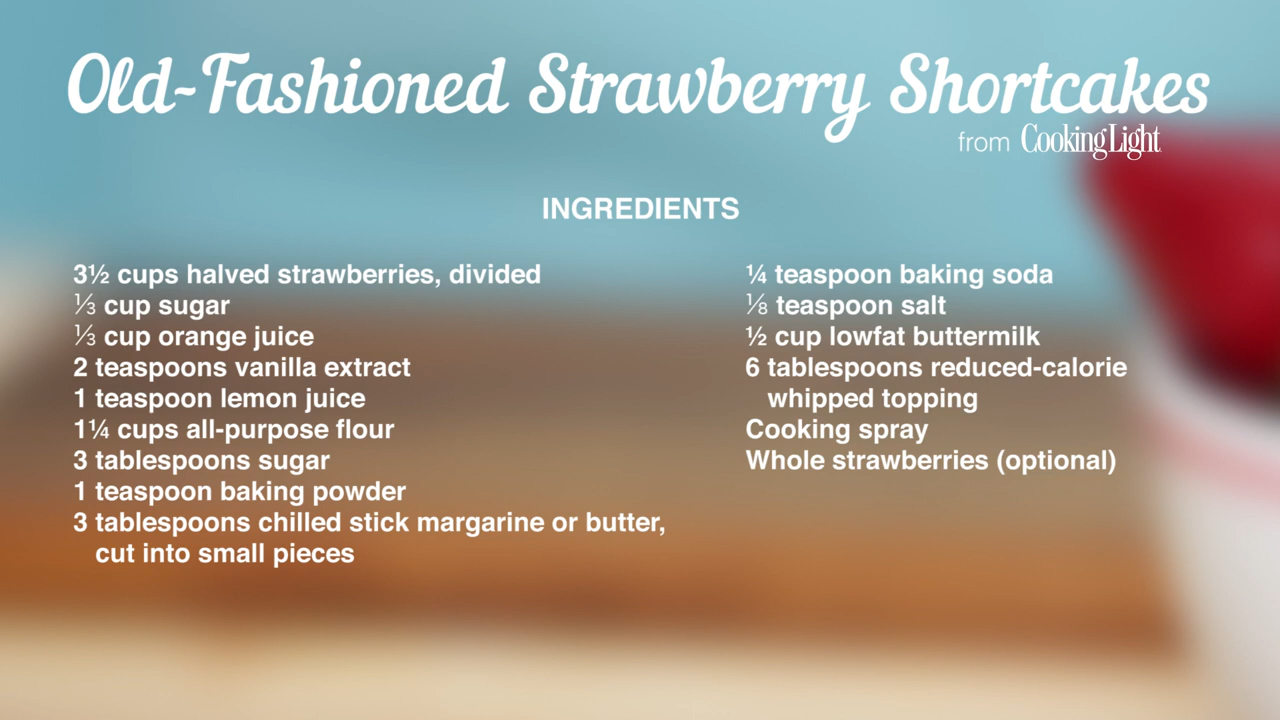 Old-Fashioned Strawberry Shortcakes
from CookingLight
INGREDIENTS
3½ cups halved strawberries, divided
⅓ cup sugar
⅓ cup orange juice
2 teaspoons vanilla extract
1 teaspoon lemon juice
1¼ cups all-purpose flour
3 tablespoons sugar
1 teaspoon baking powder
3 tablespoons chilled stick margarine or butter,
cut into small pieces
¼ teaspoon baking soda
⅛ teaspoon salt
½ cup lowfat buttermilk
6 tablespoons reduced-calorie
whipped topping
Cooking spray
Whole strawberries (optional)